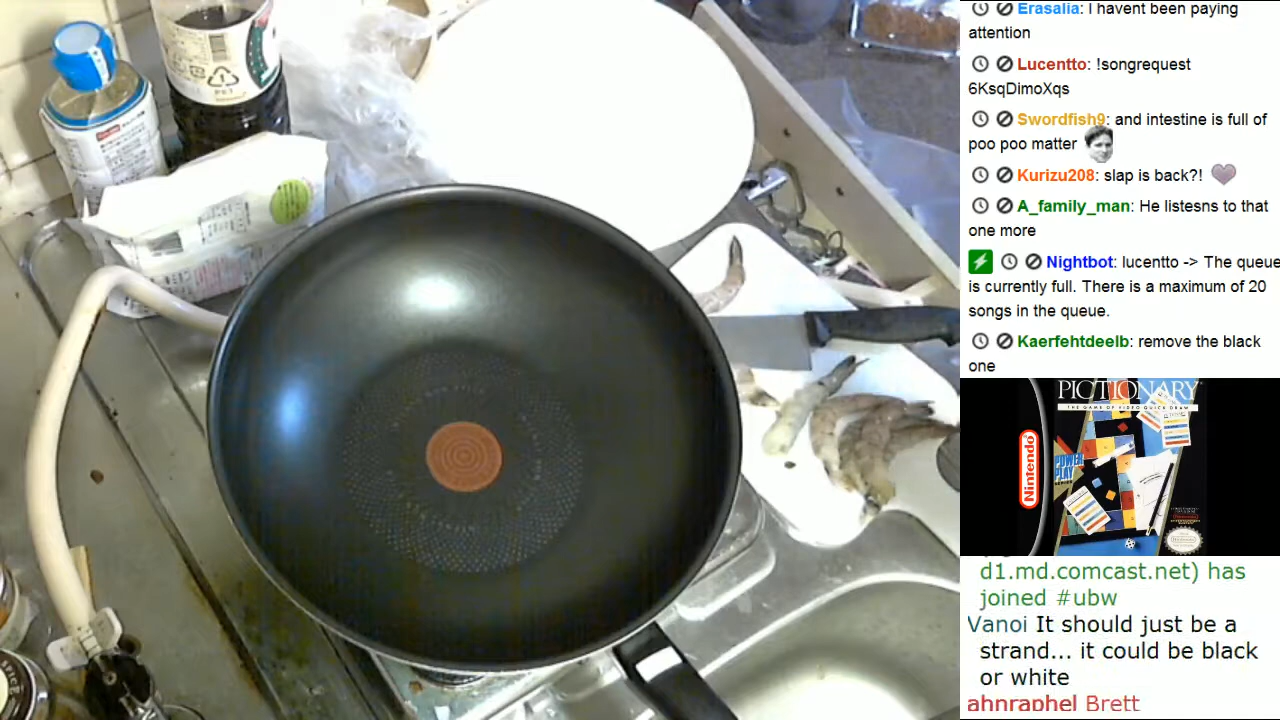 Erasalia: I havent been paying
attention
Lucentto: !songrequest
6KsqDimoXqs
Swordfish9: and intestine is full of
poo poo matter
Kurizu208: slap is back?!
A_family_man: He listesns to that
one more
Nightbot: lucentto -> The queue
is currently full. There is a maximum of 20
songs in the queue.
Kaerfehtdeelb: remove the black
one
PICTIONARY
THE GAME OF VIDEO QUICK DRAW
Nintendo
POWER
PLAY
d1.md.comcast.net) has
joined #ubw
Vanoi It should just be a
strand... it could be black
or white
ahnraphel Brett